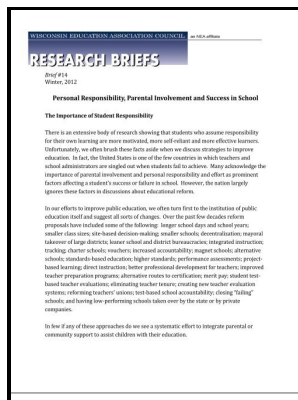 WISCONSIN EDUCATION ASSOCIATION COUNCIL an NEA affiliate
RESEARCH BRIEFS
Brief #14
Winter, 2012
Personal Responsibility, Parental Involvement and Success in School
The Importance of Student Responsibility
There is an extensive body of research showing that students who assume responsibility
for their own learning are more motivated, more self-reliant and more effective learners.
Unfortunately, we often brush these facts aside when we discuss strategies to improve
education. In fact, the United States is one of the few countries in which teachers and
school administrators are singled out when students fail to achieve. Many acknowledge the
importance of parental involvement and personal responsibility and effort as prominent
factors affecting a student's success or failure in school. However, the nation largely
ignores these factors in discussions about educational reform.
In our efforts to improve public education, we often turn first to the institution of public
education itself and suggest all sorts of changes. Over the past few decades reform
proposals have included some of the following: longer school days and school years;
smaller class sizes; site-based decision-making; smaller schools; decentralization; mayoral
takeover of large districts; leaner school and district bureaucracies; integrated instruction;
tracking; charter schools; vouchers; increased accountability; magnet schools; alternative
schools; standards-based education; higher standards; performance assessments; project-
based learning; direct instruction; better professional development for teachers; improved
teacher preparation programs; alternative routes to certification; merit pay; student test-
based teacher evaluations; eliminating teacher tenure; creating new teacher evaluation
systems; reforming teachers' unions; test-based school accountability; closing "failing"
schools; and having low-performing schools taken over by the state or by private
companies.
In few if any of these approaches do we see a systematic effort to integrate parental or
community support to assist children with their education.